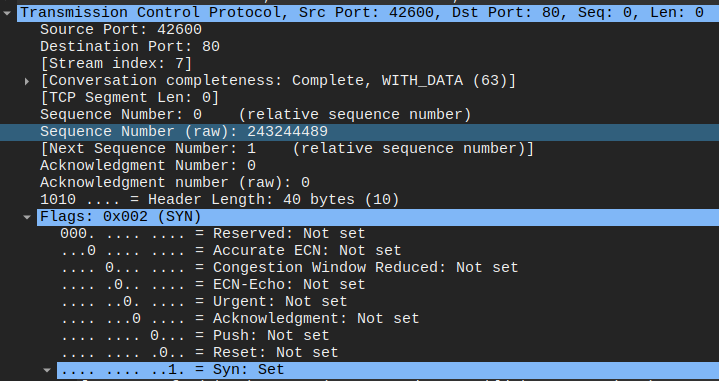 Transmission Control Protocol, Src Port: 42600, Dst Port: 80, Seq: 0, Len: 0
Source Port: 42600
Destination Port: 80
[Stream index: 7]
[Conversation completeness: Complete, WITH_DATA (63)]
[TCP Segment Len: 0]
Sequence Number: 0    (relative sequence number)
Sequence Number (raw): 243244489
[Next Sequence Number: 1    (relative sequence number)]
Acknowledgment Number: 0
Acknowledgment number (raw): 0
1010 .... = Header Length: 40 bytes (10)
Flags: 0x002 (SYN)
000. .... .... = Reserved: Not set
...0 .... .... = Accurate ECN: Not set
.... 0... .... = Congestion Window Reduced: Not set
.... .0.. .... = ECN-Echo: Not set
.... ..0. .... = Urgent: Not set
.... ...0 .... = Acknowledgment: Not set
.... .... 0... = Push: Not set
.... .... .0.. = Reset: Not set
.... .... ..1. = Syn: Set